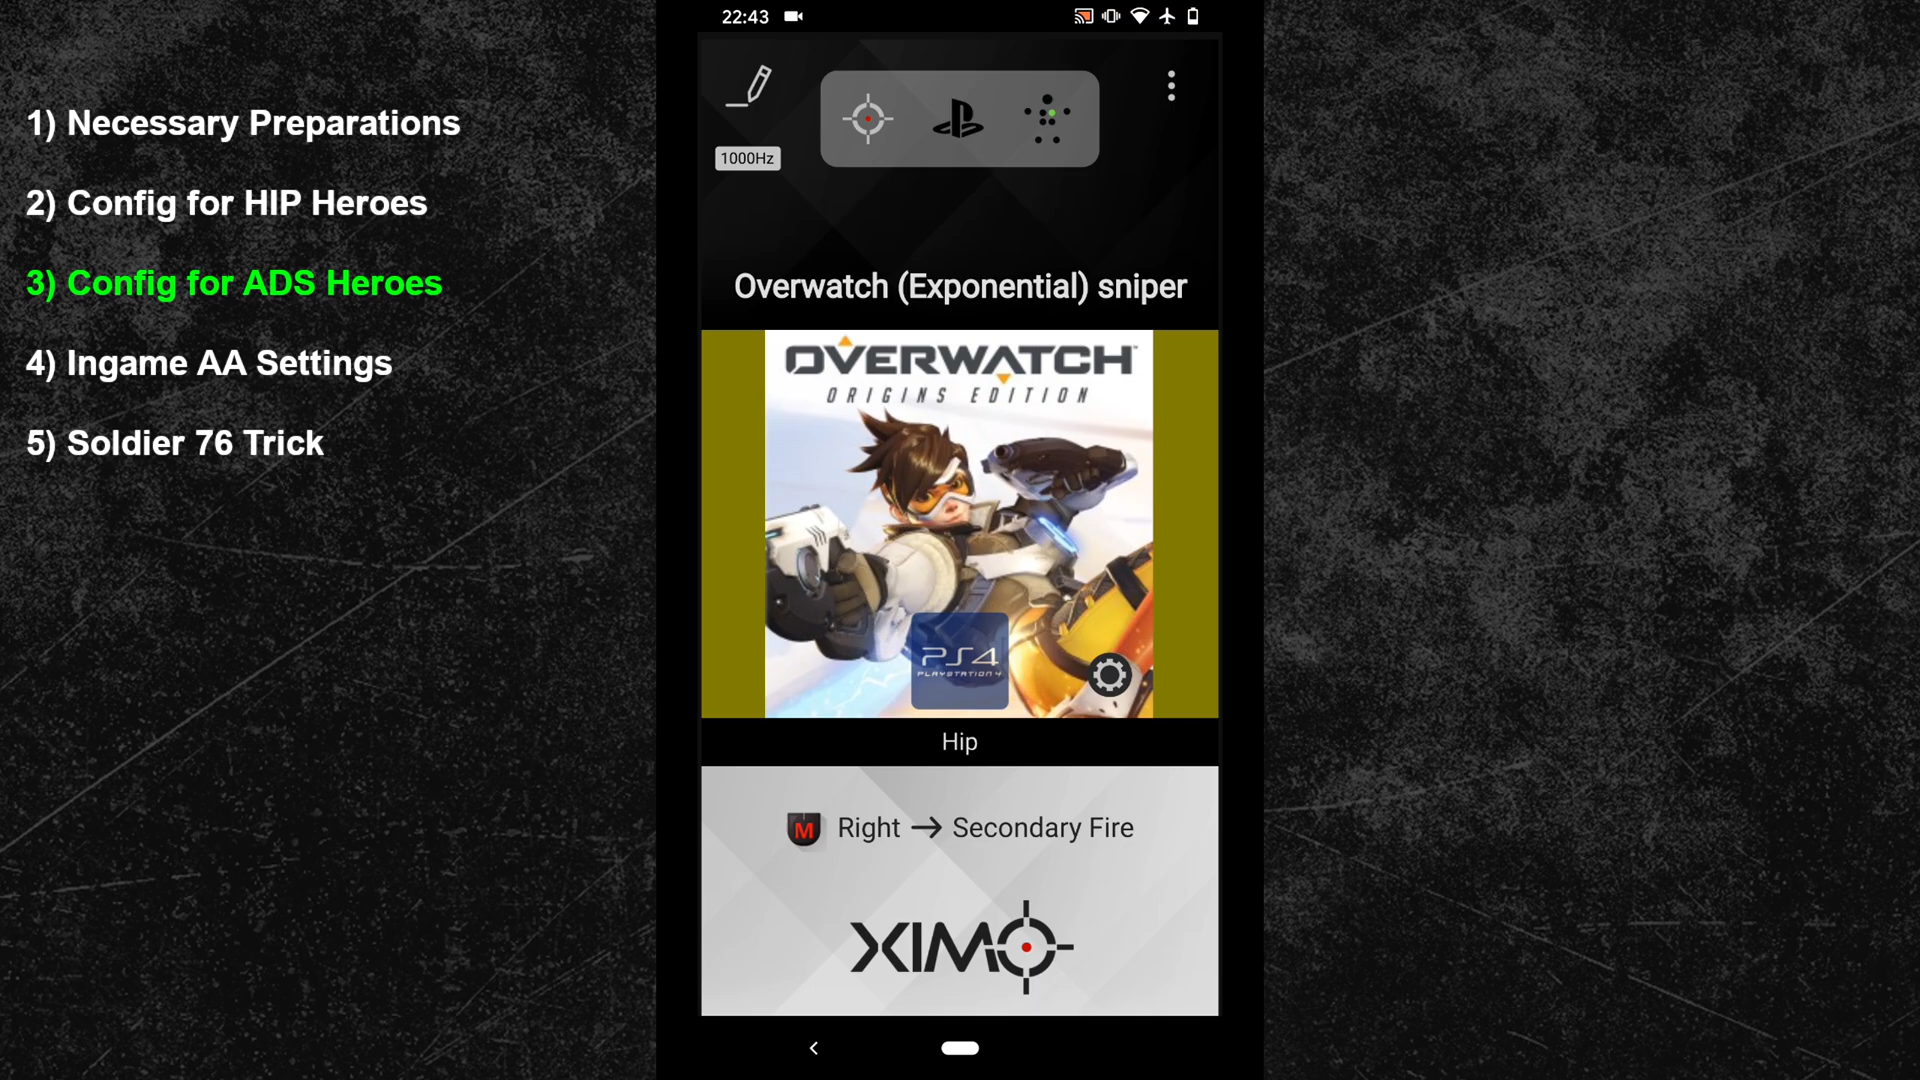 1) Necessary Preparations
2) Config for HIP Heroes
3) Config for ADS Heroes
4) Ingame AA Settings
5) Soldier 76 Trick
22:43
1000Hz
Overwatch (Exponential) sniper
OVERWATCH
ORIGINS EDITION
PS4
PLAYSTATION 4
Hip
M Right → Secondary Fire
XIM